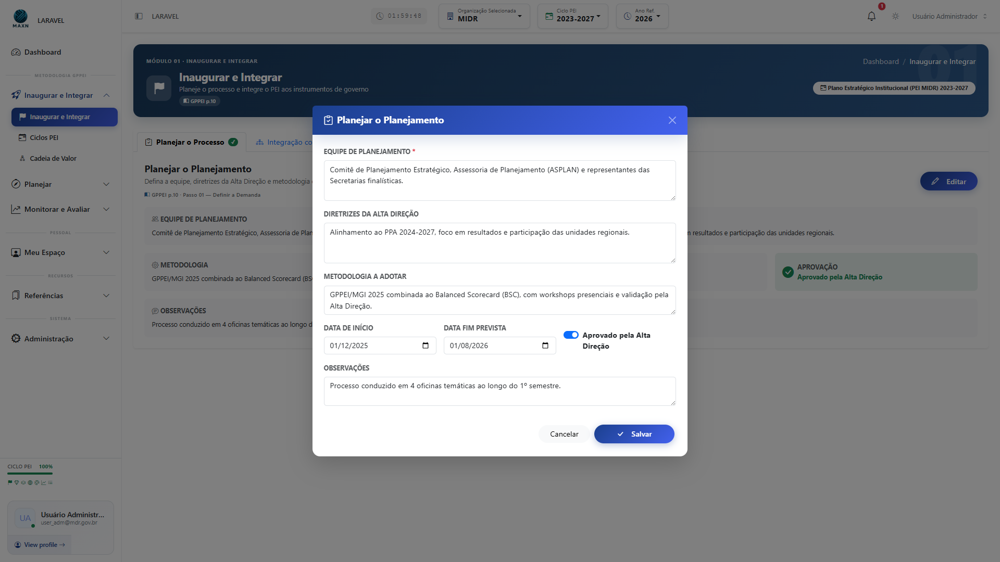 MAXN
LARAVEL
LARAVEL
01:59:48
Organização Selecionada
MIDR
Ciclo PEI
2023-2027
Ano Ref.
2026
1
Usuário Administrador
Dashboard
METODOLOGIA GPPEI
Inaugurar e Integrar
Inaugurar e Integrar
Ciclos PEI
Cadeia de Valor
Planejar
Monitorar e Avaliar
PESSOAL
Meu Espaço
RECURSOS
Referências
SISTEMA
Administração
CICLO PEI 100%
UA
Usuário Administr...
user_adm@mdr.gov.br
View profile →
MÓDULO 01 · INAUGURAR E INTEGRAR
Inaugurar e Integrar
Planeje o processo e integre o PEI aos instrumentos de governo
GPPEI p.10
01
Dashboard / Inaugurar e Integrar
Plano Estratégico Institucional (PEI MIDR) 2023-2027
Planejar o Processo
Integração co
Planejar o Planejamento
Defina a equipe, diretrizes da Alta Direção e metodologia
GPPEI p.10 · Passo 01 — Definir a Demanda
Editar
EQUIPE DE PLANEJAMENTO
Comitê de Planejamento Estratégico, Assessoria de Plan
resultados e participação das unidades regionais.
METODOLOGIA
GPPEI/MGI 2025 combinada ao Balanced Scorecard (BS
APROVAÇÃO
Aprovado pela Alta Direção
OBSERVAÇÕES
Processo conduzido em 4 oficinas temáticas ao longo d
Planejar o Planejamento
EQUIPE DE PLANEJAMENTO *
Comitê de Planejamento Estratégico, Assessoria de Planejamento (ASPLAN) e representantes das
Secretarias finalísticas.
DIRETRIZES DA ALTA DIREÇÃO
Alinhamento ao PPA 2024-2027, foco em resultados e participação das unidades regionais.
METODOLOGIA A ADOTAR
GPPEI/MGI 2025 combinada ao Balanced Scorecard (BSC), com workshops presenciais e validação pela
Alta Direção.
DATA DE INÍCIO
01/12/2025
DATA FIM PREVISTA
01/08/2026
Aprovado pela Alta
Direção
OBSERVAÇÕES
Processo conduzido em 4 oficinas temáticas ao longo do 1º semestre.
Cancelar
Salvar